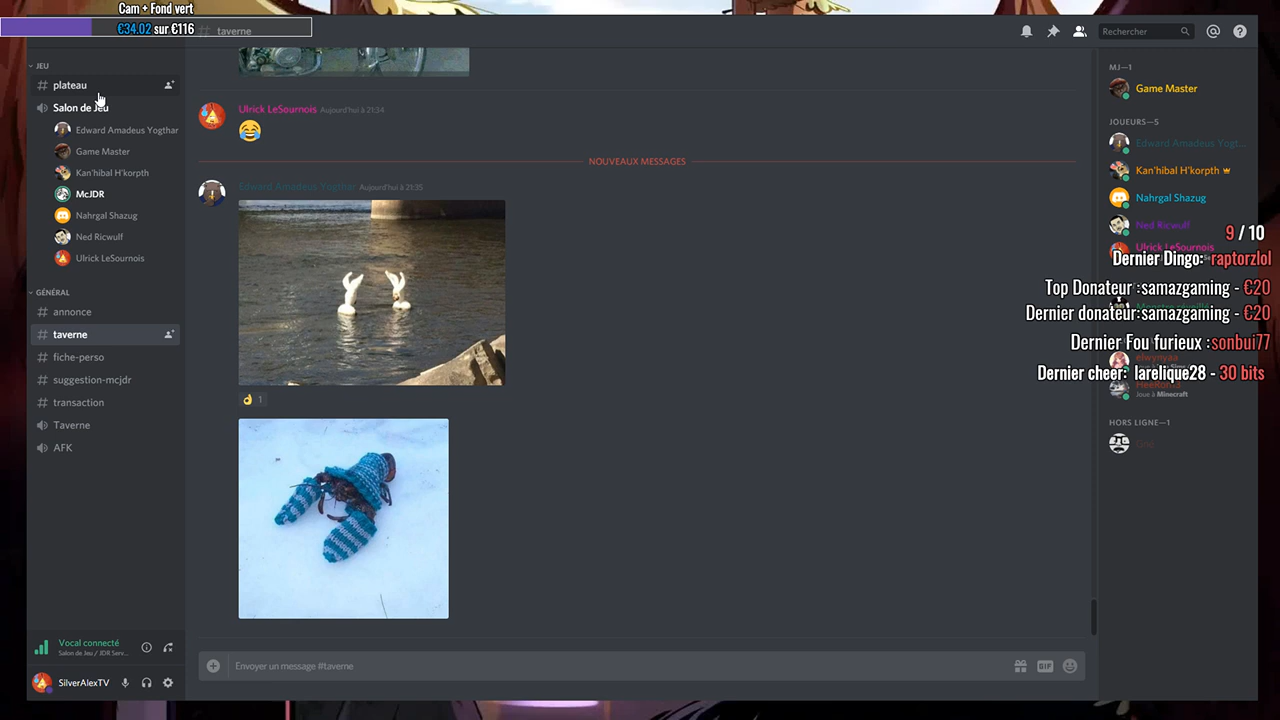 Cam + Fond vert
€34.02 sur €116
taverne
Rechercher
JEU
plateau
Salon de Jeu
Edward Amadeus Yogthar
Game Master
Kan'hibal H'korpth
McJDR
Nahrgal Shazug
Ned Ricwulf
Ulrick LeSournois
GÉNÉRAL
annonce
taverne
fiche-perso
suggestion-mcjdr
transaction
Taverne
AFK
Vocal connecté
Salon de Jeu / JDR Serv...
SilverAlexTV
Ulrick LeSournois Aujourd'hui à 21:34
NOUVEAUX MESSAGES
Edward Amadeus Yogthar Aujourd'hui à 21:35
1
Envoyer un message #taverne
GIF
MJ—1
Game Master
JOUEURS—5
Edward Amadeus Yogt...
Kan'hibal H'korpth
Nahrgal Shazug
Ned Ricwulf
Ulrick LeSournois
9 / 10
Dernier Dingo: raptorzlol
Top Donateur :samazgaming - €20
Dernier donateur:samazgaming - €20
Dernier Fou furieux :sonbui77
elwynyaa
Dernier cheer: larelique28 - 30 bits
Joue à Minecraft
HORS LIGNE—1